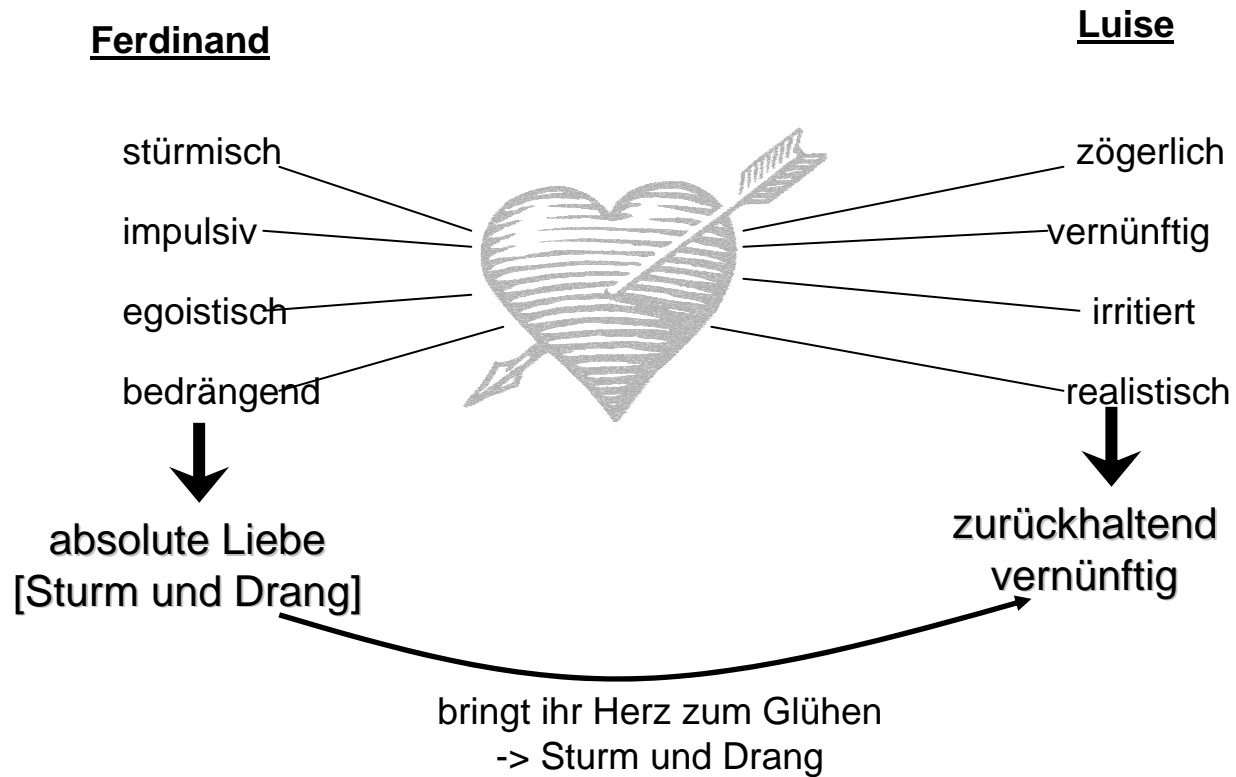 Ferdinand
Luise
stürmisch
zögerlich
impulsiv
vernünftig
egoistisch
irritiert
bedrängend
realistisch
absolute Liebe
[Sturm und Drang]
zurückhaltend
vernünftig
bringt ihr Herz zum Glühen
-> Sturm und Drang